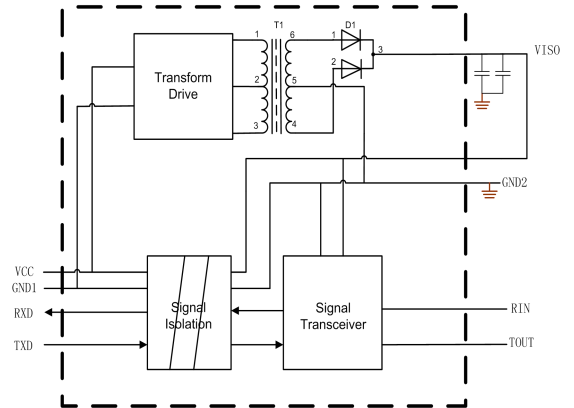 T1
D1
1
6
1
3
VISO
Transform
Drive
2
5
2
3
4
GND2
VCC
GND1
RXD
TXD
Signal
Isolation
Signal
Transceiver
RIN
TOUT